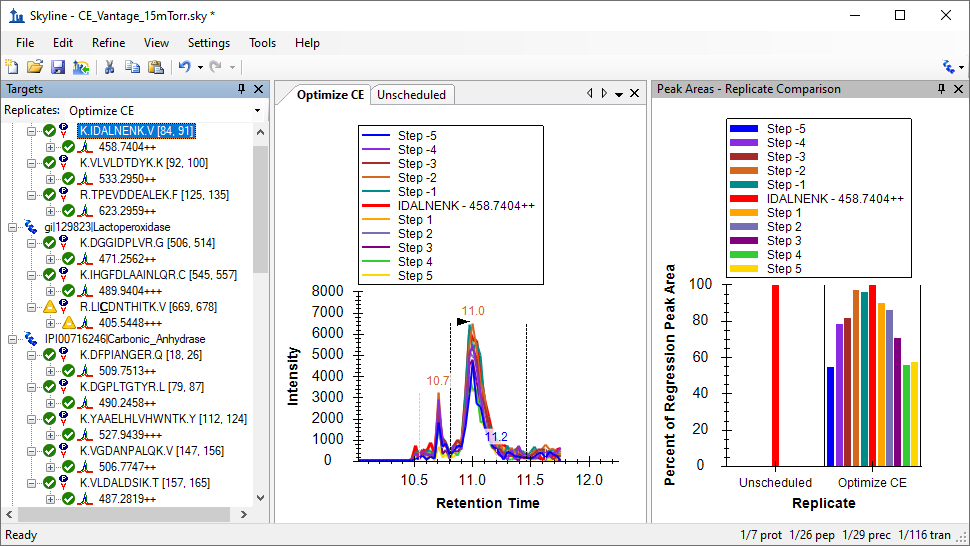 Skyline - CE_Vantage_15mTorr.sky *
File Edit Refine View Settings Tools Help
Targets
Replicates: Optimize CE
K.IDALNENK.V [84, 91]
458.7404++
K.VLVLDTDYK.K [92, 100]
533.2950++
R.TPEVDDEALEK.F [125, 135]
623.2959++
gi|129823|Lactoperoxidase
K.DGGIDPLVR.G [506, 514]
471.2562++
K.IHGFDLAAINLQR.C [545, 557]
489.9404+++
R.LICDNTHITK.V [669, 678]
405.5448+++
IPI00716246|Carbonic_Anhydrase
K.DFPIANGER.Q [18, 26]
509.7513++
K.DGPLTGTYR.L [79, 87]
490.2458++
K.YAAELHLVHWNTK.Y [112, 124]
527.9439+++
K.VGDANPALQK.V [147, 156]
506.7747++
K.VLDALDSIK.T [157, 165]
487.2819++
Optimize CE Unscheduled
Step -5
Step -4
Step -3
Step -2
Step -1
IDALNENK - 458.7404++
Step 1
Step 2
Step 3
Step 4
Step 5
Intensity
8000
7000
6000
5000
4000
3000
2000
1000
0
11.0
10.7
11.2
10.5 11.0 11.5 12.0
Retention Time
Peak Areas - Replicate Comparison
Step -5
Step -4
Step -3
Step -2
Step -1
IDALNENK - 458.7404++
Step 1
Step 2
Step 3
Step 4
Step 5
Percent of Regression Peak Area
100
80
60
40
20
0
Unscheduled Optimize CE
Replicate
Ready
1/7 prot 1/26 pep 1/29 prec 1/116 tran